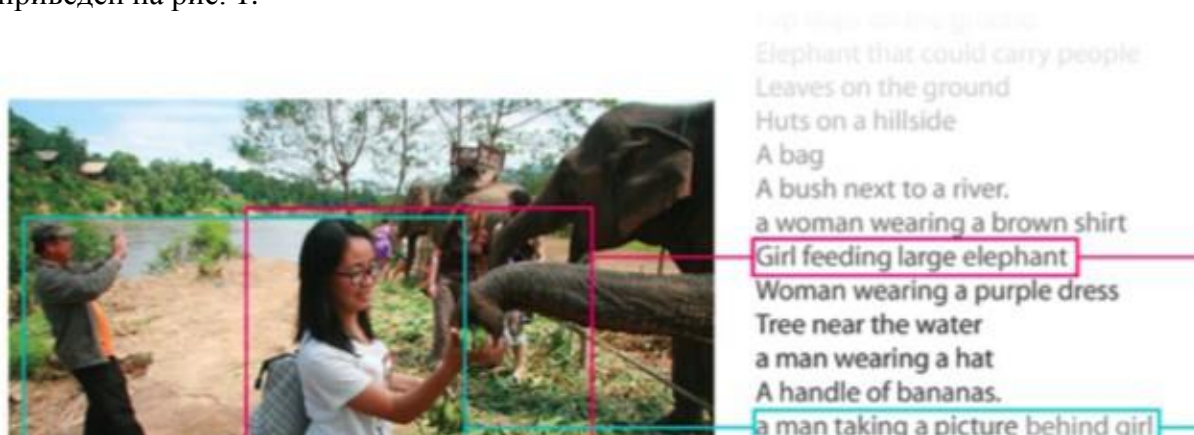 приведен на рис. 1.
Elephant that could carry people
Leaves on the ground
Huts on a hillside
A bag
A bush next to a river.
a woman wearing a brown shirt
Girl feeding large elephant
Woman wearing a purple dress
Tree near the water
a man wearing a hat
A handle of bananas.
a man taking a picture behind girl